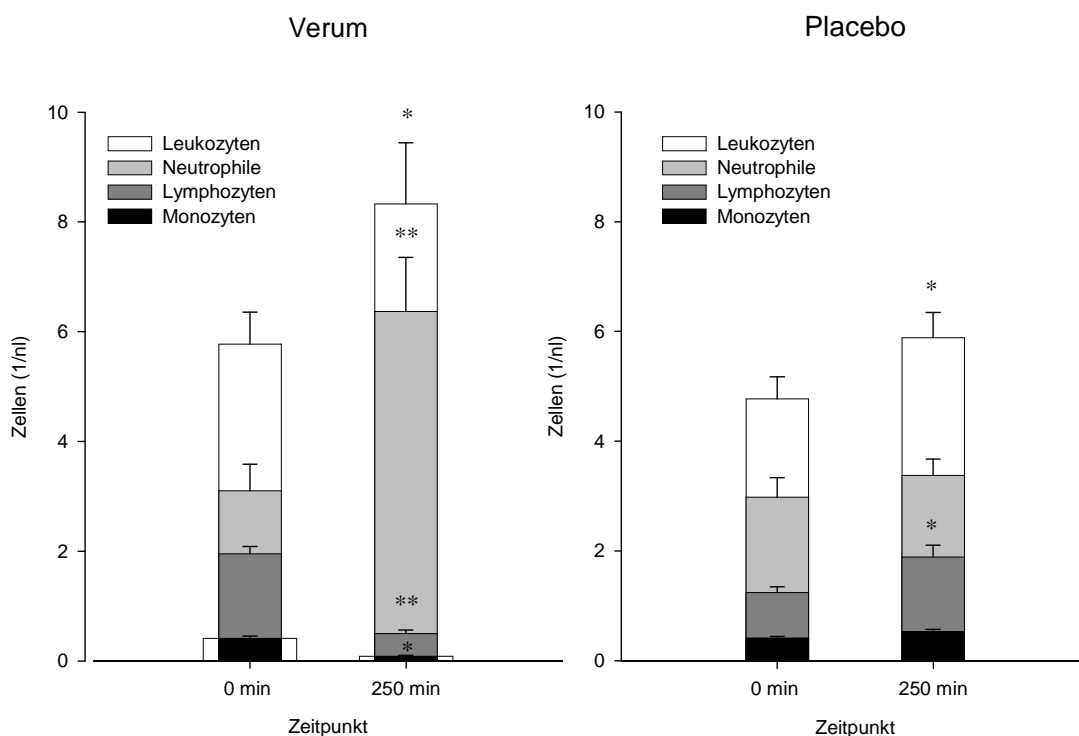 Verum
10
8
6
4
2
0
Zellen (1/nl)
Leukozyten
Neutrophile
Lymphozyten
Monozyten
*
**
**
*
0 min
250 min
Zeitpunkt
Placebo
10
8
6
4
2
0
Zellen (1/nl)
Leukozyten
Neutrophile
Lymphozyten
Monozyten
*
*
0 min
250 min
Zeitpunkt